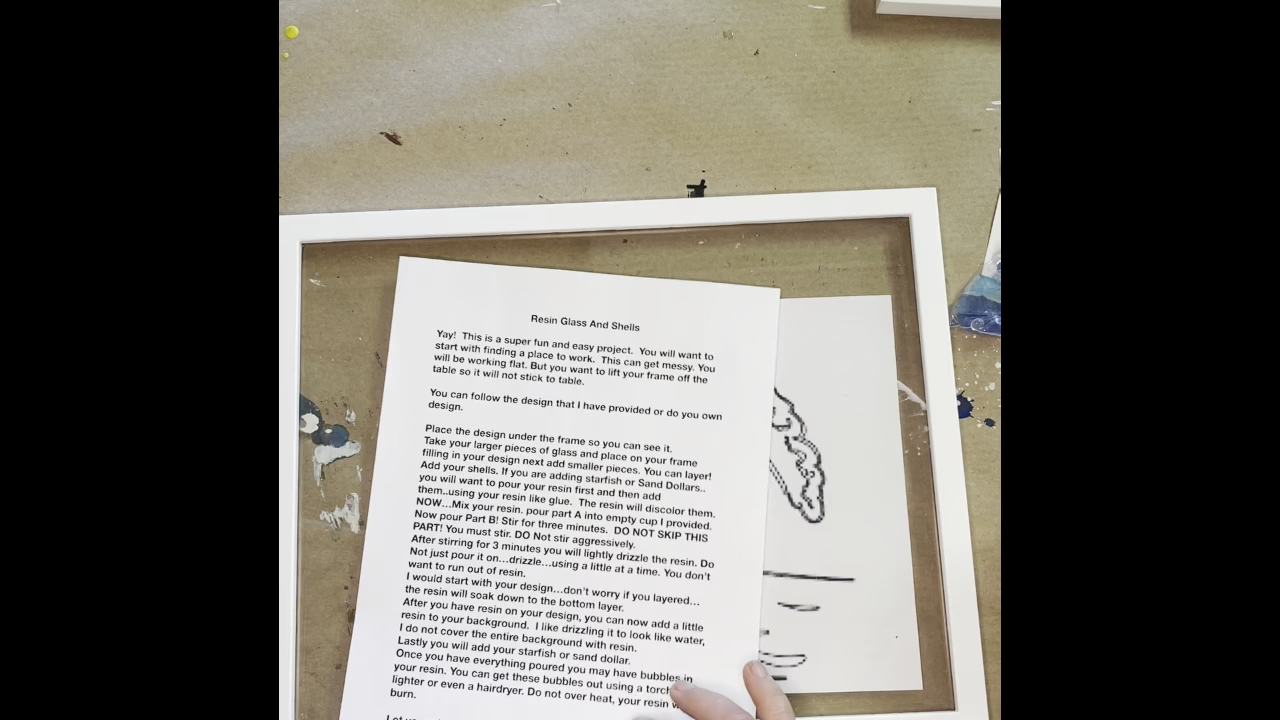 Resin Glass And Shells
Yay! This is a super fun and easy project. You will want to
start with finding a place to work. This can get messy. You
will be working flat. But you want to lift your frame off the
table so it will not stick to table.
You can follow the design that I have provided or do you own
design.
Place the design under the frame so you can see it.
Take your larger pieces of glass and place on your frame
filling in your design next add smaller pieces. You can layer!
Add your shells. If you are adding starfish or Sand Dollars..
you will want to pour your resin first and then add
them..using your resin like glue. The resin will discolor them.
NOW...Mix your resin. pour part A into empty cup I provided.
Now pour Part B! Stir for three minutes. DO NOT SKIP THIS
PART! You must stir. DO Not stir aggressively.
After stirring for 3 minutes you will lightly drizzle the resin. Do
Not just pour it on...drizzle...using a little at a time. You don't
want to run out of resin.
I would start with your design...don't worry if you layered...
the resin will soak down to the bottom layer.
After you have resin on your design, you can now add a little
resin to your background. I like drizzling it to look like water,
I do not cover the entire background with resin.
Lastly you will add your starfish or sand dollar.
Once you have everything poured you may have bubbles in
your resin. You can get these bubbles out using a torch
lighter or even a hairdryer. Do not over heat, your resin
burn.